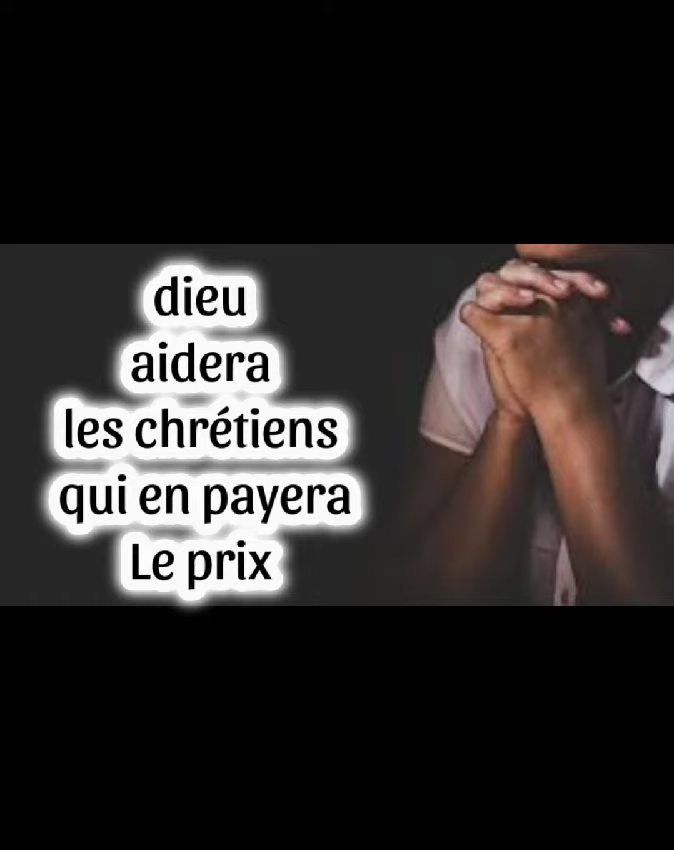 dieu
aidera
les chrétiens
qui en payera
Le prix